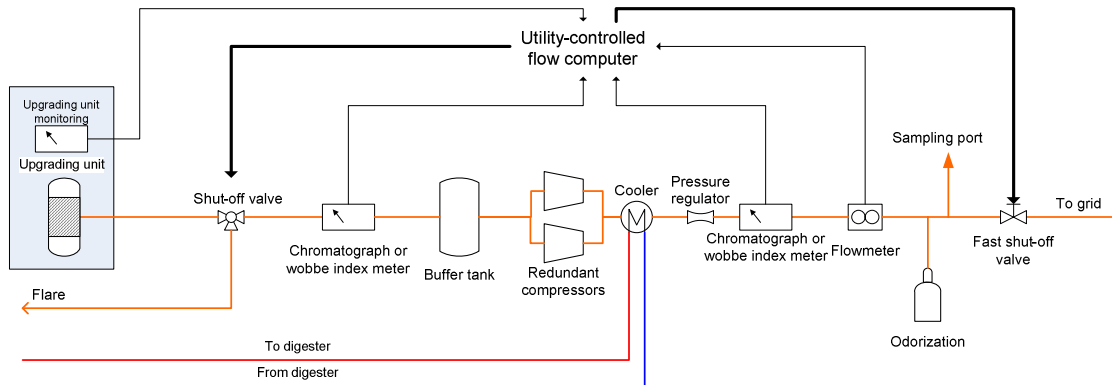 Utility-controlled
flow computer
Upgrading unit
monitoring
Upgrading unit
Shut-off valve
Chromatograph or
wobbe index meter
Buffer tank
Redundant
compressors
Cooler
Pressure
regulator
Chromatograph or
wobbe index meter
Flowmeter
Sampling port
Odorization
Fast shut-off
valve
To grid
Flare
To digester
From digester